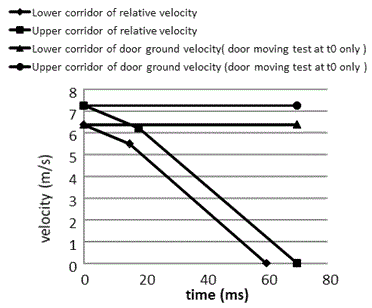 Lower corridor of relative velocity
Upper corridor of relative velocity
Lower corridor of door ground velocity( door moving test at t0 only )
Upper corridor of door ground velocity (door moving test at t0 only )
8
7
6
5
4
3
2
1
0
velocity (m/s)
0 20 40 60 80
time (ms)